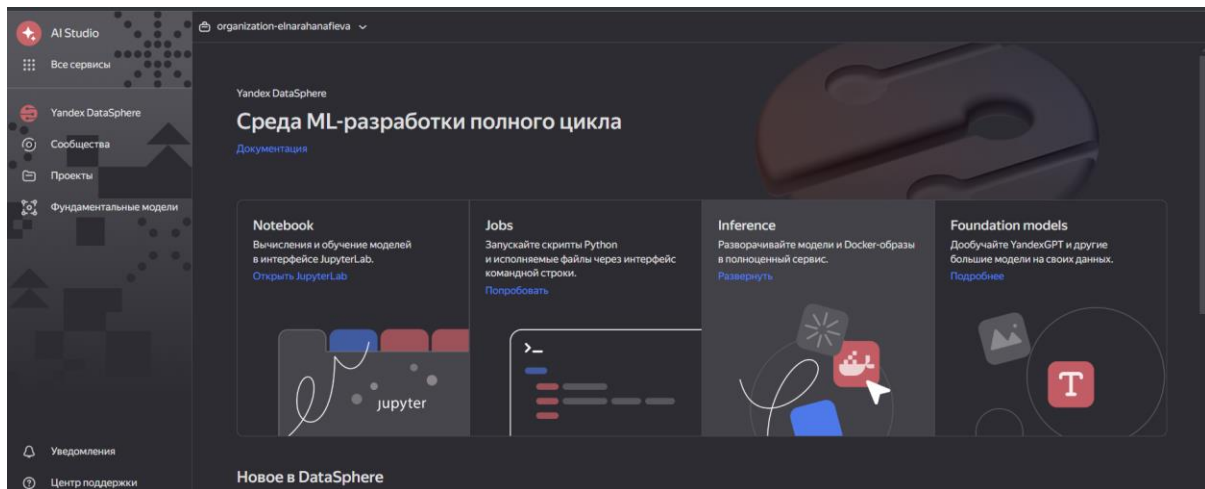 AI Studio
organization-elnarahanafieva
Все сервисы
Yandex DataSphere
Сообщества
Проекты
Фундаментальные модели
Yandex DataSphere
Среда ML-разработки полного цикла
Документация
Notebook
Вычисления и обучение моделей
в интерфейсе JupyterLab.
Открыть JupyterLab
Jobs
Запускайте скрипты Python
и исполняемые файлы через интерфейс
командной строки.
Попробовать
Inference
Разворачивайте модели и Docker-образы
в полноценный сервис.
Развернуть
Foundation models
Дообучайте YandexGPT и другие
большие модели на своих данных.
Подробнее
jupyter
>_
T
Уведомления
Центр поддержки
Новое в DataSphere